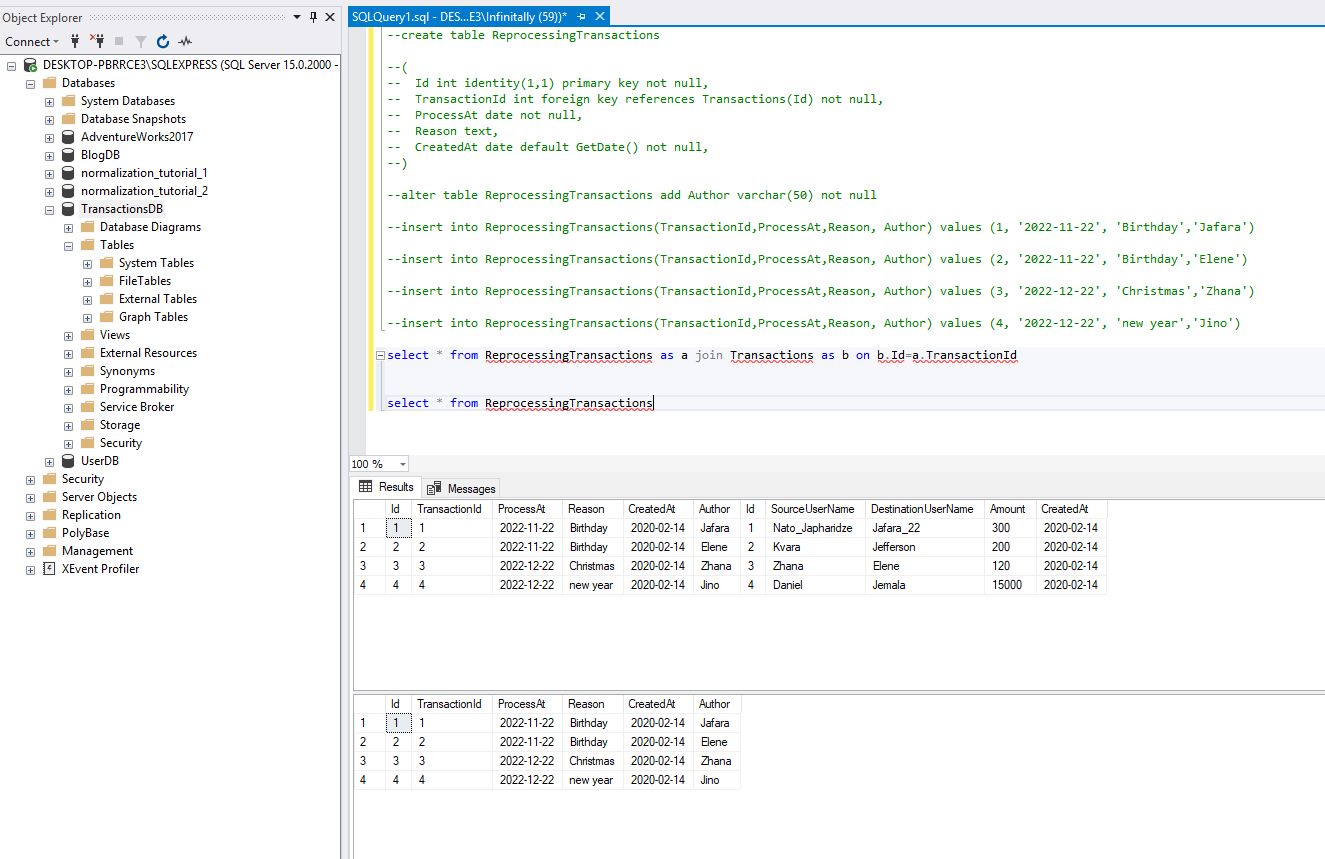 Object Explorer
Connect
DESKTOP-PBRRCE3\SQLEXPRESS (SQL Server 15.0.2000 -
Databases
System Databases
Database Snapshots
AdventureWorks2017
BlogDB
normalization_tutorial_1
normalization_tutorial_2
TransactionsDB
Database Diagrams
Tables
System Tables
FileTables
External Tables
Graph Tables
Views
External Resources
Synonyms
Programmability
Service Broker
Storage
Security
UserDB
Security
Server Objects
Replication
PolyBase
Management
XEvent Profiler
SQLQuery1.sql - DES...E3\Infinitally (59))*
--create table ReprocessingTransactions
--(
-- Id int identity(1,1) primary key not null,
-- TransactionId int foreign key references Transactions(Id) not null,
-- ProcessAt date not null,
-- Reason text,
-- CreatedAt date default GetDate() not null,
--)
--alter table ReprocessingTransactions add Author varchar(50) not null
--insert into ReprocessingTransactions(TransactionId,ProcessAt,Reason, Author) values (1, '2022-11-22', 'Birthday','Jafara')
--insert into ReprocessingTransactions(TransactionId,ProcessAt,Reason, Author) values (2, '2022-11-22', 'Birthday','Elene')
--insert into ReprocessingTransactions(TransactionId,ProcessAt,Reason, Author) values (3, '2022-12-22', 'Christmas','Zhana')
--insert into ReprocessingTransactions(TransactionId,ProcessAt,Reason, Author) values (4, '2022-12-22', 'new year','Jino')
select * from ReprocessingTransactions as a join Transactions as b on b.Id=a.TransactionId
select * from ReprocessingTransactions
100 %
Results Messages
Id TransactionId ProcessAt Reason CreatedAt Author Id SourceUserName DestinationUserName Amount CreatedAt
1 1 1 2022-11-22 Birthday 2020-02-14 Jafara 1 Nato_Japharidze Jafara_22 300 2020-02-14
2 2 2 2022-11-22 Birthday 2020-02-14 Elene 2 Kvara Jefferson 200 2020-02-14
3 3 3 2022-12-22 Christmas 2020-02-14 Zhana 3 Zhana Elene 120 2020-02-14
4 4 4 2022-12-22 new year 2020-02-14 Jino 4 Daniel Jemala 15000 2020-02-14
Id TransactionId ProcessAt Reason CreatedAt Author
1 1 1 2022-11-22 Birthday 2020-02-14 Jafara
2 2 2 2022-11-22 Birthday 2020-02-14 Elene
3 3 3 2022-12-22 Christmas 2020-02-14 Zhana
4 4 4 2022-12-22 new year 2020-02-14 Jino